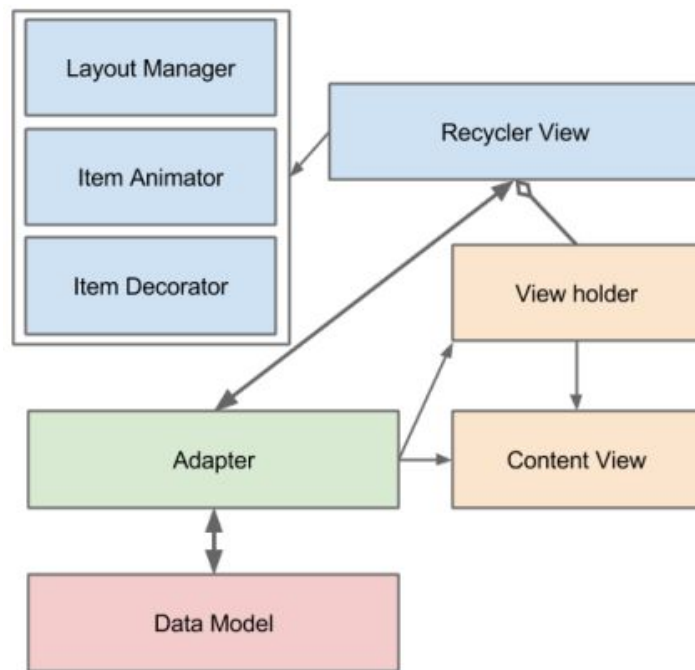 Layout Manager
Recycler View
Item Animator
Item Decorator
View holder
Adapter
Content View
Data Model